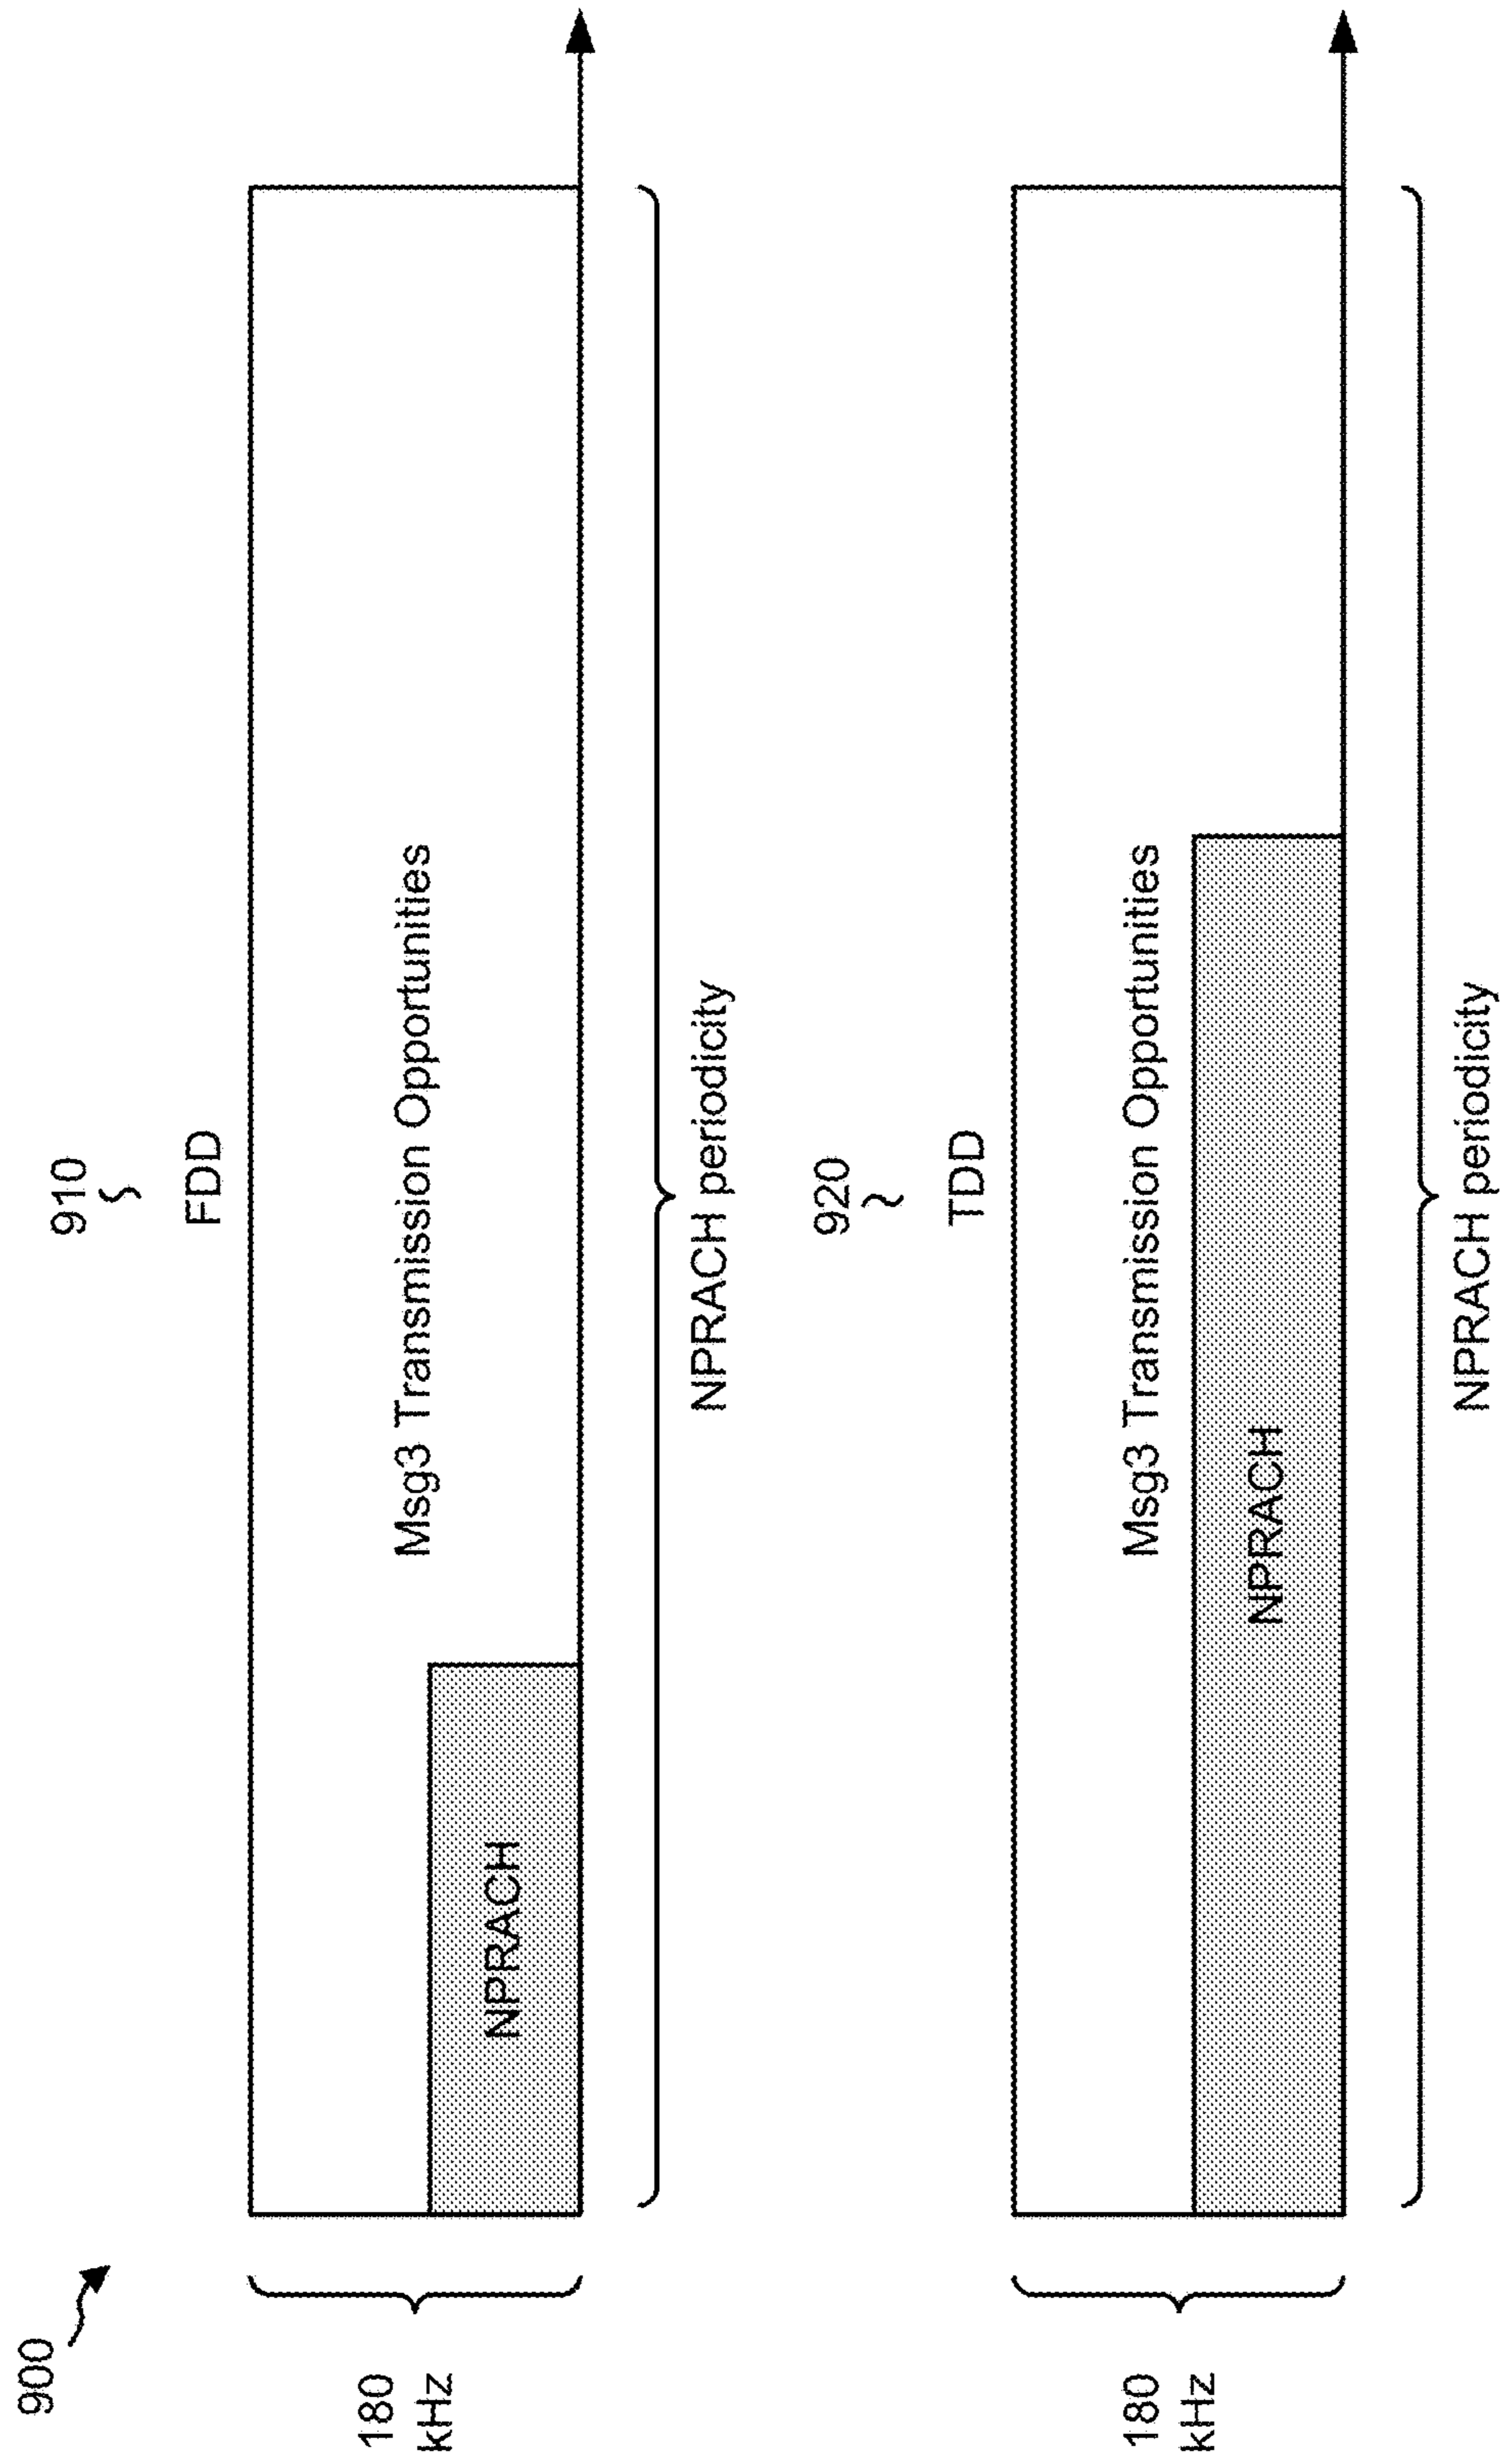 900
910
FDD
180
kHz
Msg3 Transmission Opportunities
NPRACH
NPRACH periodicity
920
TDD
180
kHz
Msg3 Transmission Opportunities
NPRACH
NPRACH periodicity